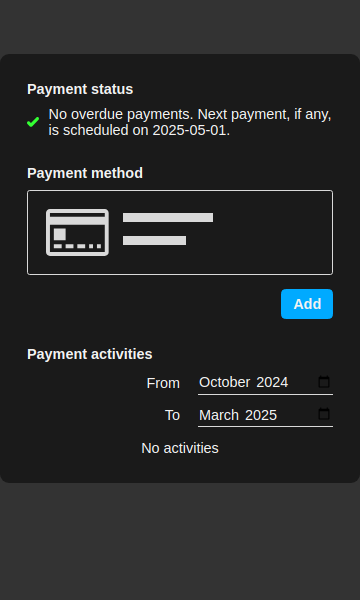 Payment status
No overdue payments. Next payment, if any,
is scheduled on 2025-05-01.
Payment method
Add
Payment activities
From October 2024
To March 2025
No activities